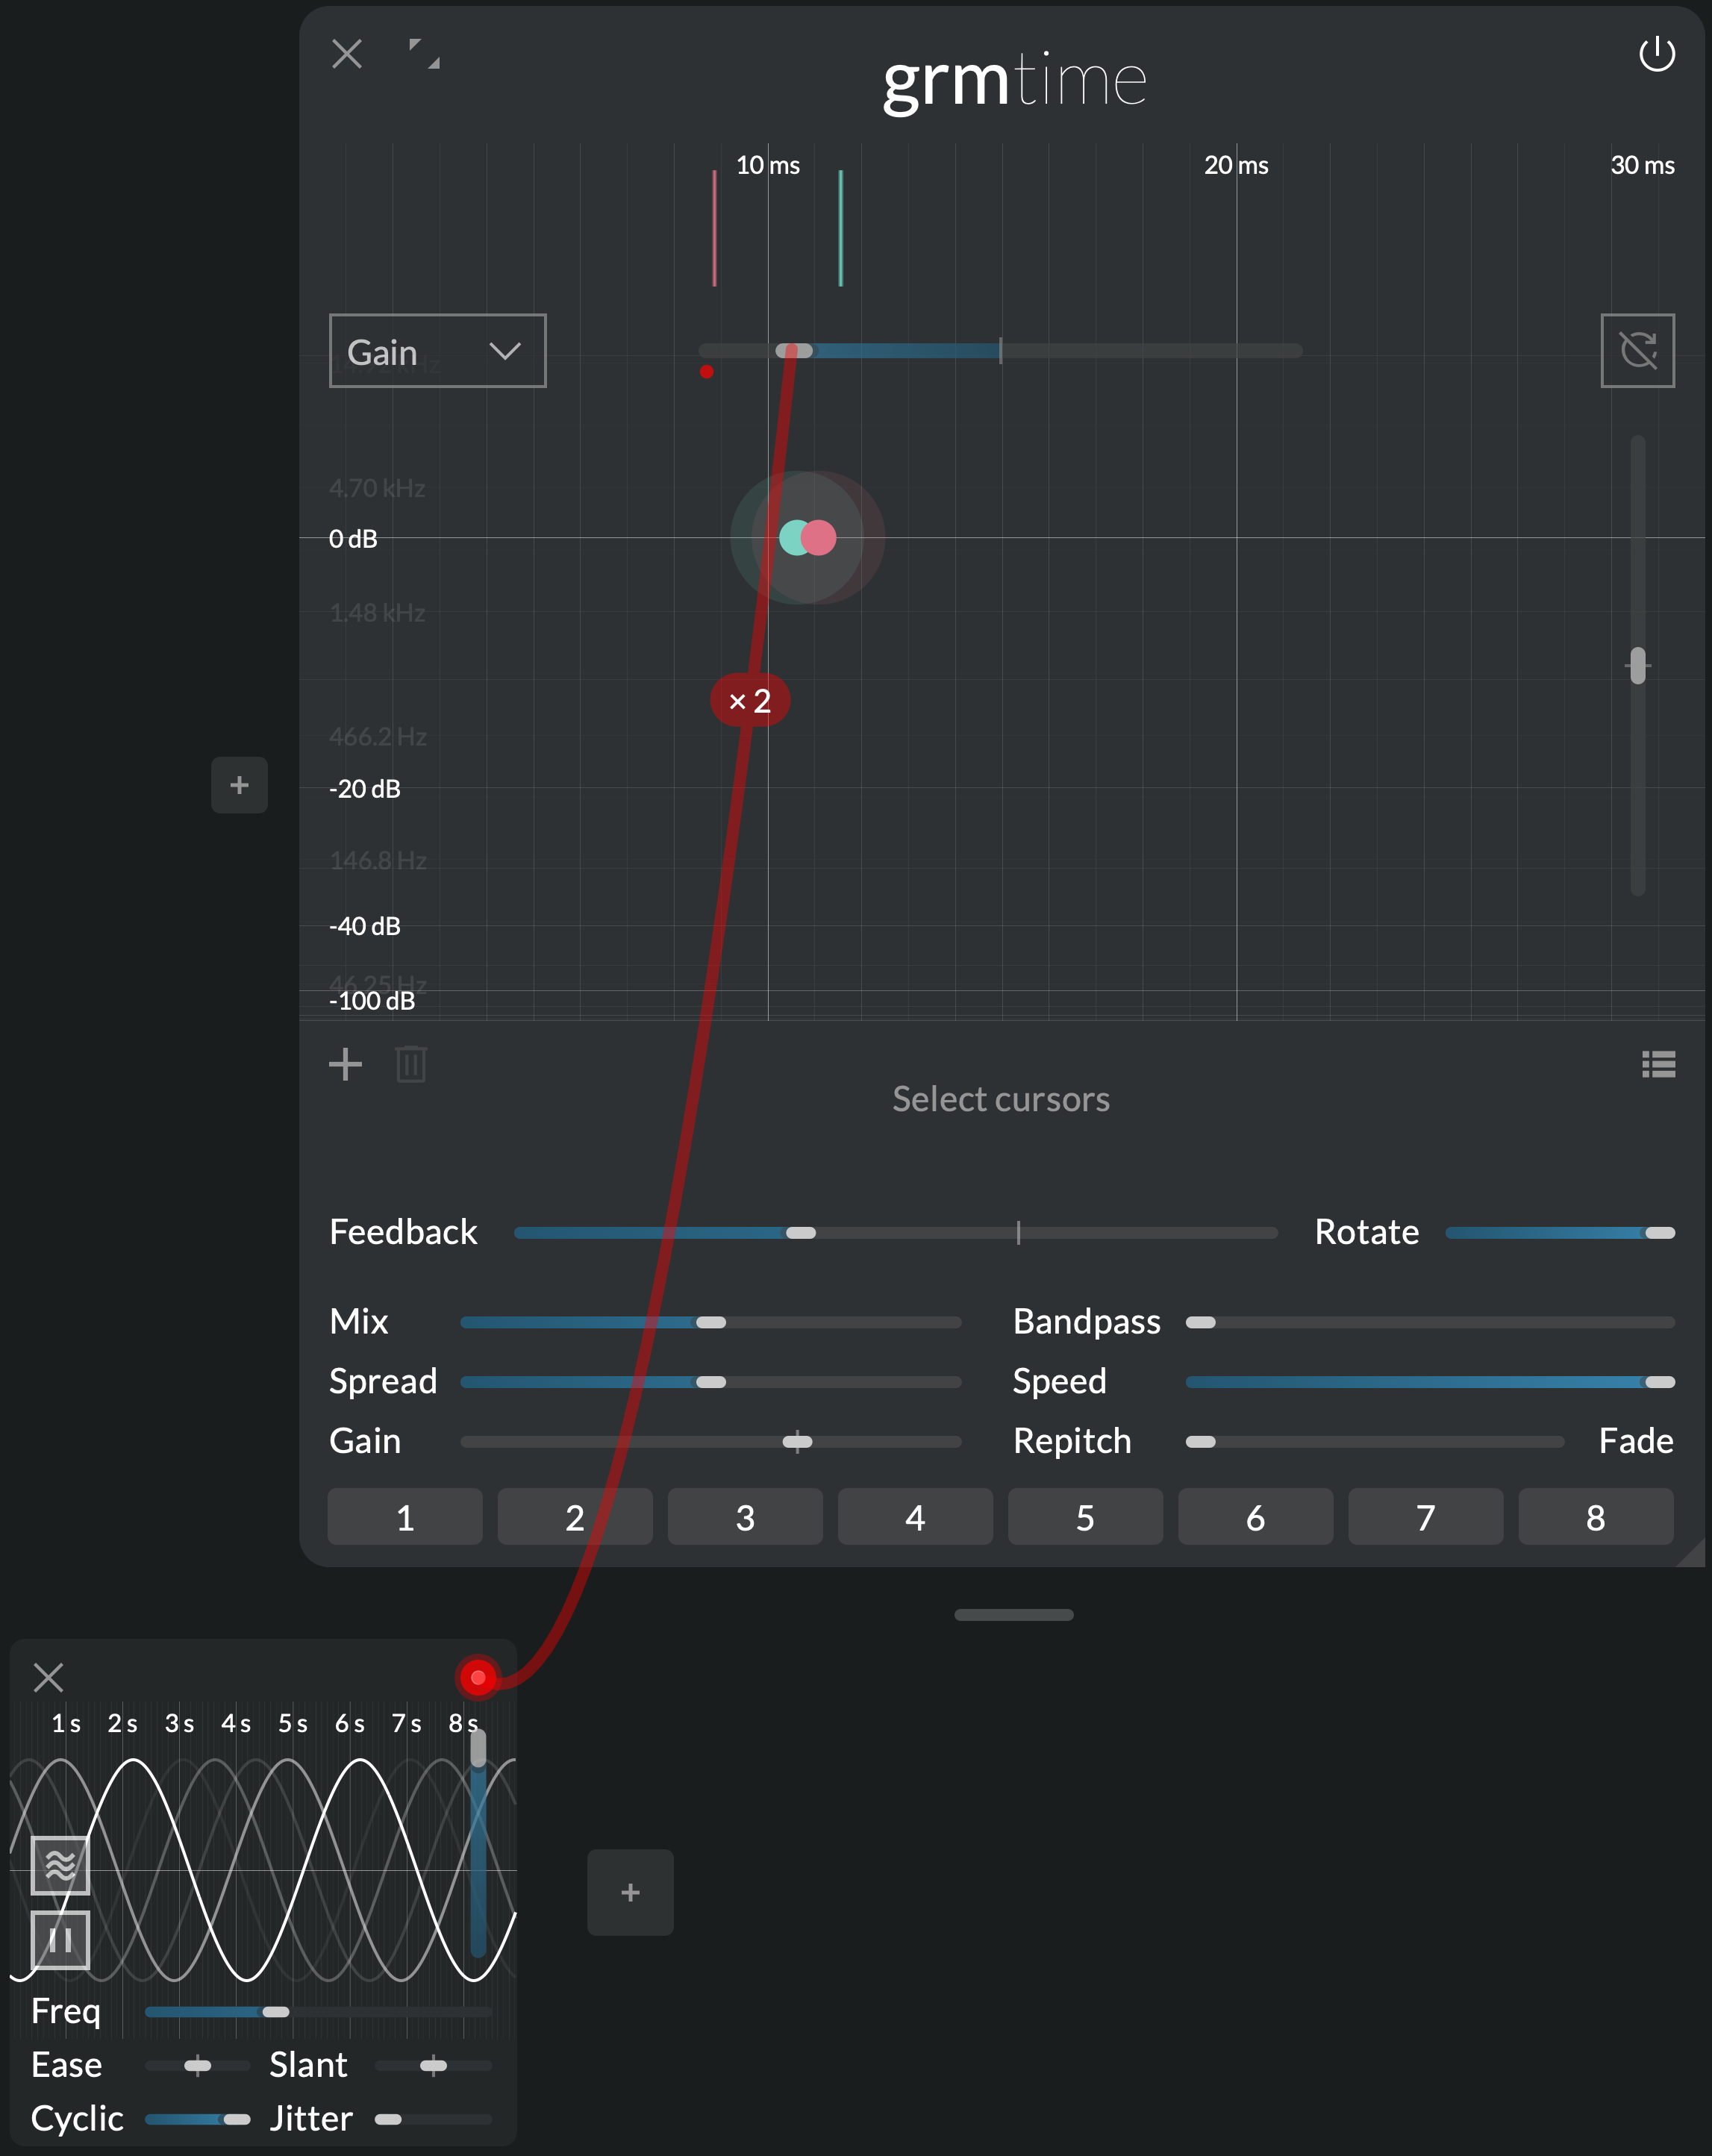 grmtime
10 ms 20 ms 30 ms
Gain
14.92 kHz
4.70 kHz
0 dB
1.48 kHz
× 2
466.2 Hz
+
-20 dB
146.8 Hz
-40 dB
46.25 Hz
-100 dB
Select cursors
Feedback Rotate
Mix Bandpass
Spread Speed
Gain Repitch Fade
1 2 3 4 5 6 7 8
1 s 2 s 3 s 4 s 5 s 6 s 7 s 8 s
+
Freq
Ease Slant
Cyclic Jitter